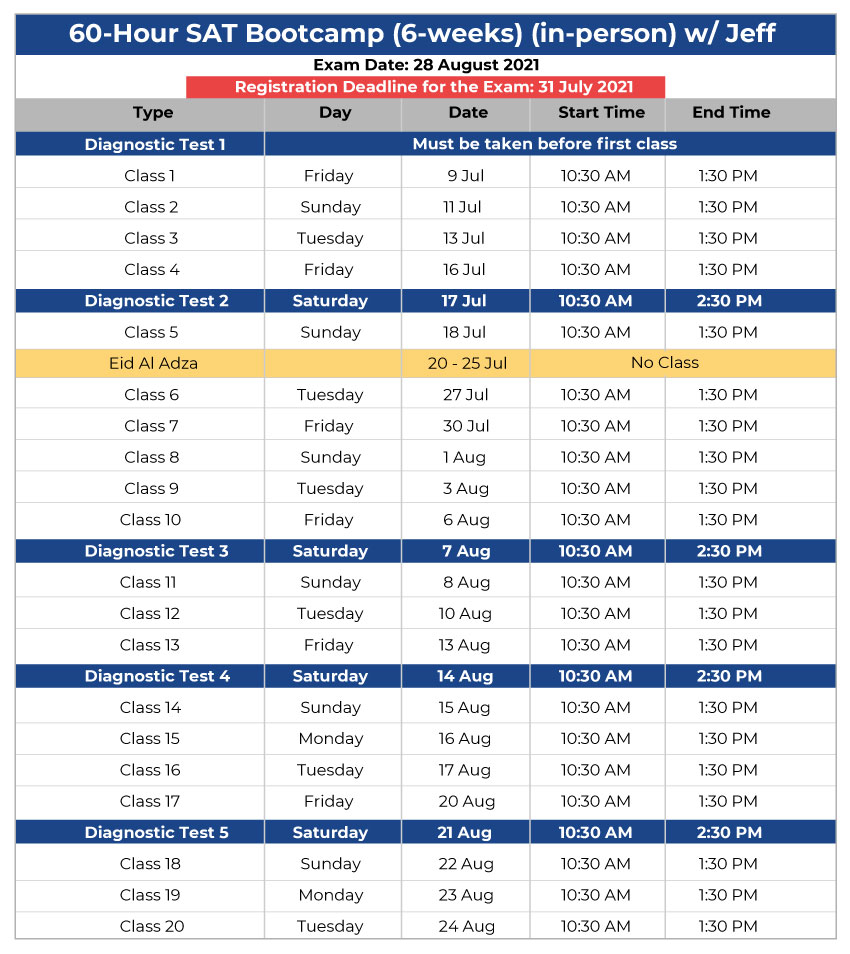 60-Hour SAT Bootcamp (6-weeks) (in-person) w/ Jeff
Exam Date: 28 August 2021
Registration Deadline for the Exam: 31 July 2021
Type Day Date Start Time End Time
Diagnostic Test 1 Must be taken before first class
Class 1 Friday 9 Jul 10:30 AM 1:30 PM
Class 2 Sunday 11 Jul 10:30 AM 1:30 PM
Class 3 Tuesday 13 Jul 10:30 AM 1:30 PM
Class 4 Friday 16 Jul 10:30 AM 1:30 PM
Diagnostic Test 2 Saturday 17 Jul 10:30 AM 2:30 PM
Class 5 Sunday 18 Jul 10:30 AM 1:30 PM
Eid Al Adza 20 - 25 Jul No Class
Class 6 Tuesday 27 Jul 10:30 AM 1:30 PM
Class 7 Friday 30 Jul 10:30 AM 1:30 PM
Class 8 Sunday 1 Aug 10:30 AM 1:30 PM
Class 9 Tuesday 3 Aug 10:30 AM 1:30 PM
Class 10 Friday 6 Aug 10:30 AM 1:30 PM
Diagnostic Test 3 Saturday 7 Aug 10:30 AM 2:30 PM
Class 11 Sunday 8 Aug 10:30 AM 1:30 PM
Class 12 Tuesday 10 Aug 10:30 AM 1:30 PM
Class 13 Friday 13 Aug 10:30 AM 1:30 PM
Diagnostic Test 4 Saturday 14 Aug 10:30 AM 2:30 PM
Class 14 Sunday 15 Aug 10:30 AM 1:30 PM
Class 15 Monday 16 Aug 10:30 AM 1:30 PM
Class 16 Tuesday 17 Aug 10:30 AM 1:30 PM
Class 17 Friday 20 Aug 10:30 AM 1:30 PM
Diagnostic Test 5 Saturday 21 Aug 10:30 AM 2:30 PM
Class 18 Sunday 22 Aug 10:30 AM 1:30 PM
Class 19 Monday 23 Aug 10:30 AM 1:30 PM
Class 20 Tuesday 24 Aug 10:30 AM 1:30 PM